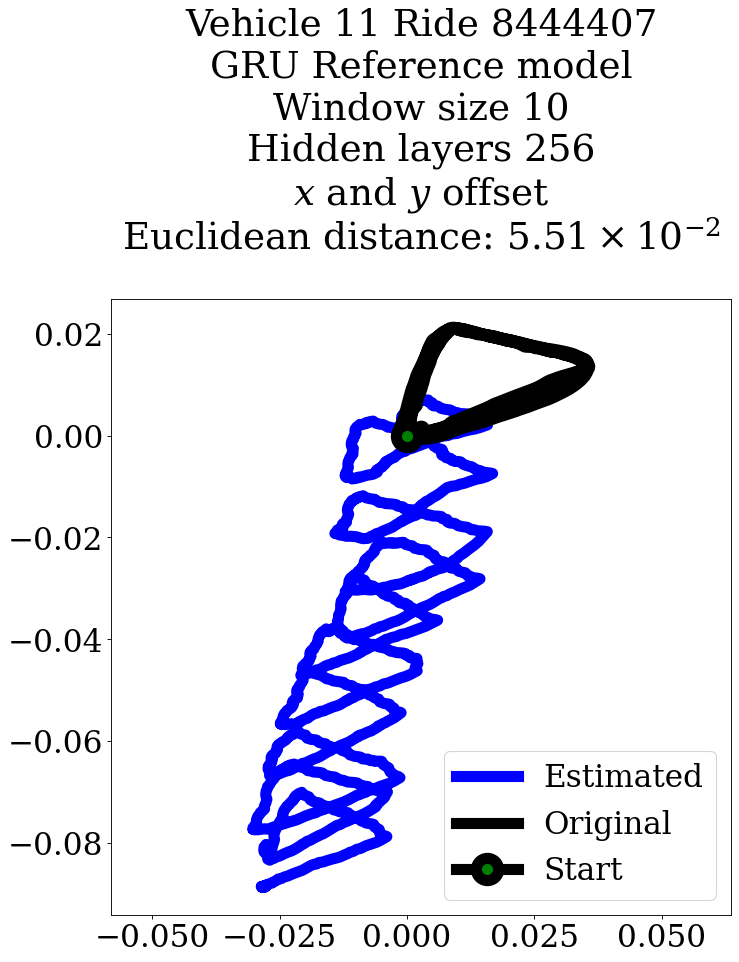 Vehicle 11 Ride 8444407
GRU Reference model
Window size 10
Hidden layers 256
x and y offset
Euclidean distance: 5.51 × 10⁻²
0.02
0.00
−0.02
−0.04
−0.06
−0.08
Estimated
Original
Start
−0.050 −0.025 0.000 0.025 0.050